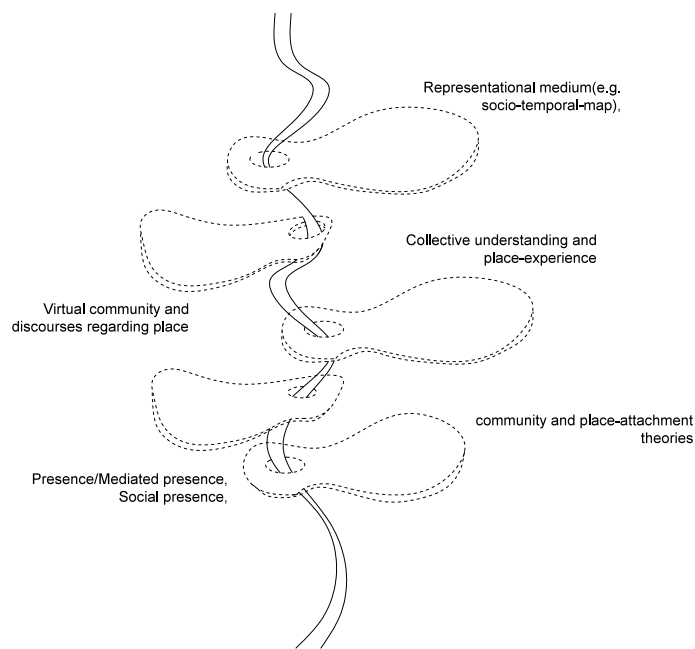 Representational medium(e.g.
socio-temporal-map),
Collective understanding and
place-experience
Virtual community and
discourses regarding place
community and place-attachment
theories
Presence/Mediated presence,
Social presence,